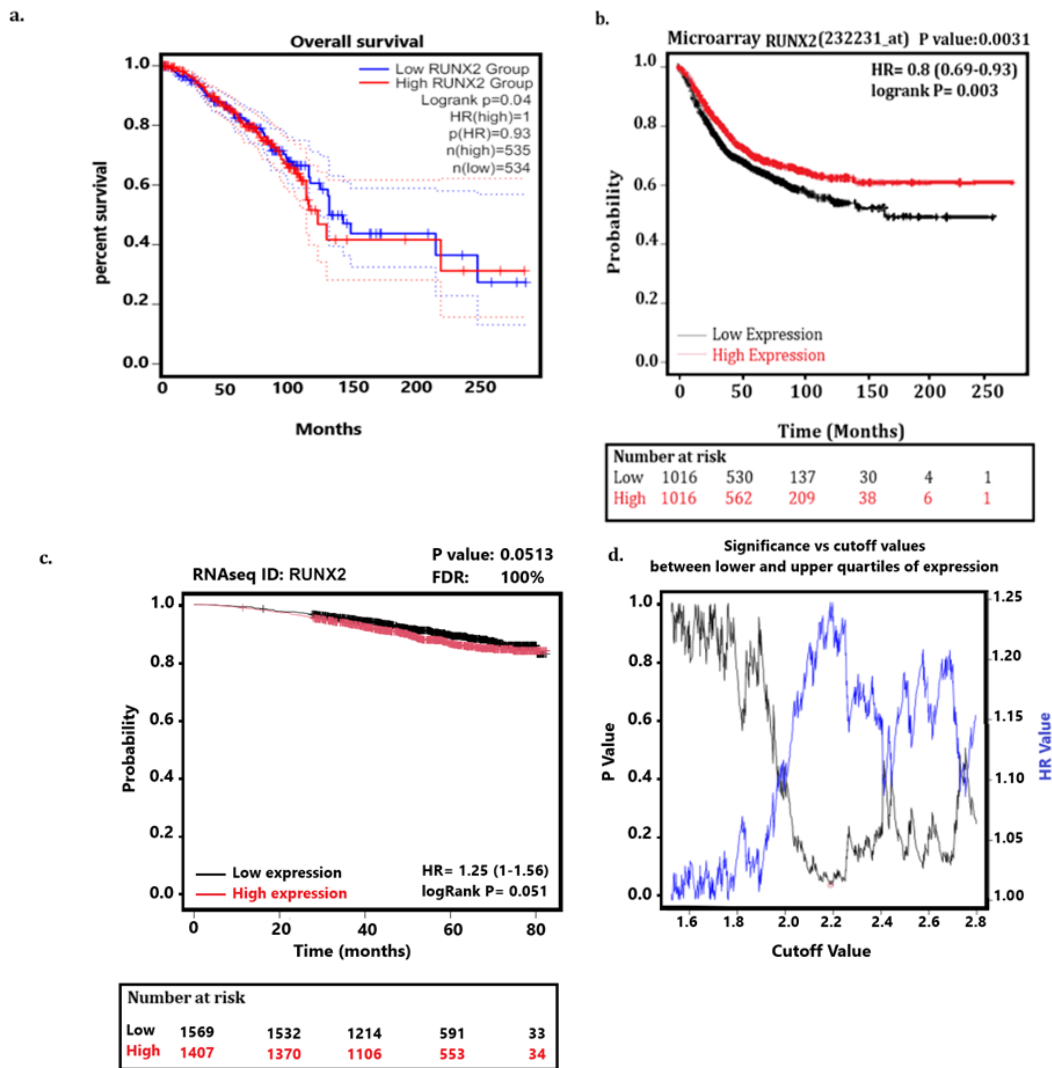 a.
Overall survival
Low RUNX2 Group
High RUNX2 Group
Logrank p=0.04
HR(high)=1
p(HR)=0.93
n(high)=535
n(low)=534
percent survival
1.0
0.8
0.6
0.4
0.2
0.0
0 50 100 150 200 250
Months
b.
Microarray RUNX2(232231_at) P value:0.0031
HR= 0.8 (0.69-0.93)
logrank P= 0.003
Probability
1.0
0.8
0.6
0.4
0.2
0.0
Low Expression
High Expression
0 50 100 150 200 250
Time (Months)
Number at risk
Low 1016 530 137 30 4 1
High 1016 562 209 38 6 1
c.
P value: 0.0513
RNAseq ID: RUNX2 FDR: 100%
Probability
1.0
0.8
0.6
0.4
0.2
0.0
Low expression
High expression
HR= 1.25 (1-1.56)
logRank P= 0.051
0 20 40 60 80
Time (months)
Number at risk
Low 1569 1532 1214 591 33
High 1407 1370 1106 553 34
d.
Significance vs cutoff values
between lower and upper quartiles of expression
P Value
1.0
0.8
0.6
0.4
0.2
0.0
1.25
1.20
1.15
1.10
1.05
1.00
HR Value
1.6 1.8 2.0 2.2 2.4 2.6 2.8
Cutoff Value